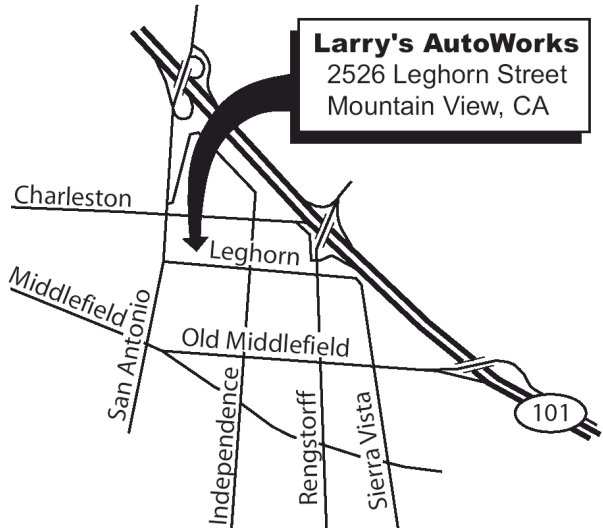 Larry's AutoWorks
2526 Leghorn Street
Mountain View, CA
Charleston
Leghorn
Middlefield
San Antonio
Old Middlefield
Independence
Rengstorff
Sierra Vista
101